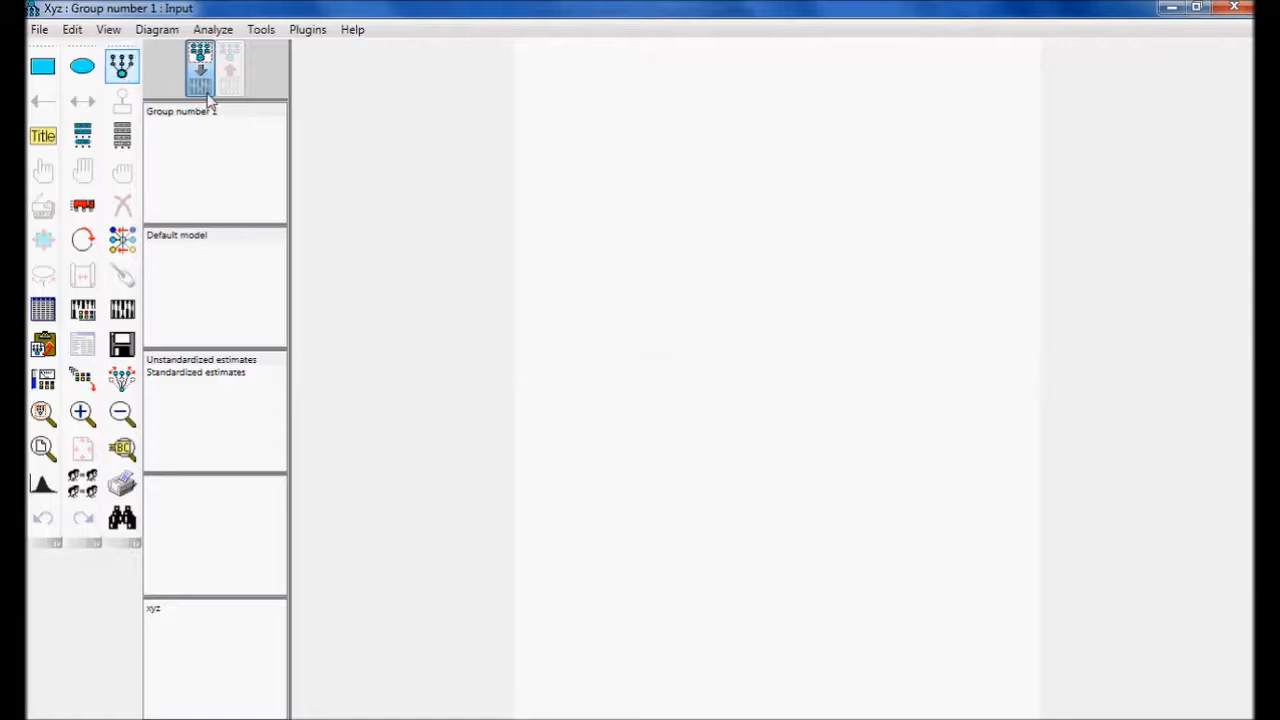 Xyz : Group number 1 : Input
File Edit View Diagram Analyze Tools Plugins Help
Title
Group number 1
Default model
Unstandardized estimates
Standardized estimates
ABC
xyz